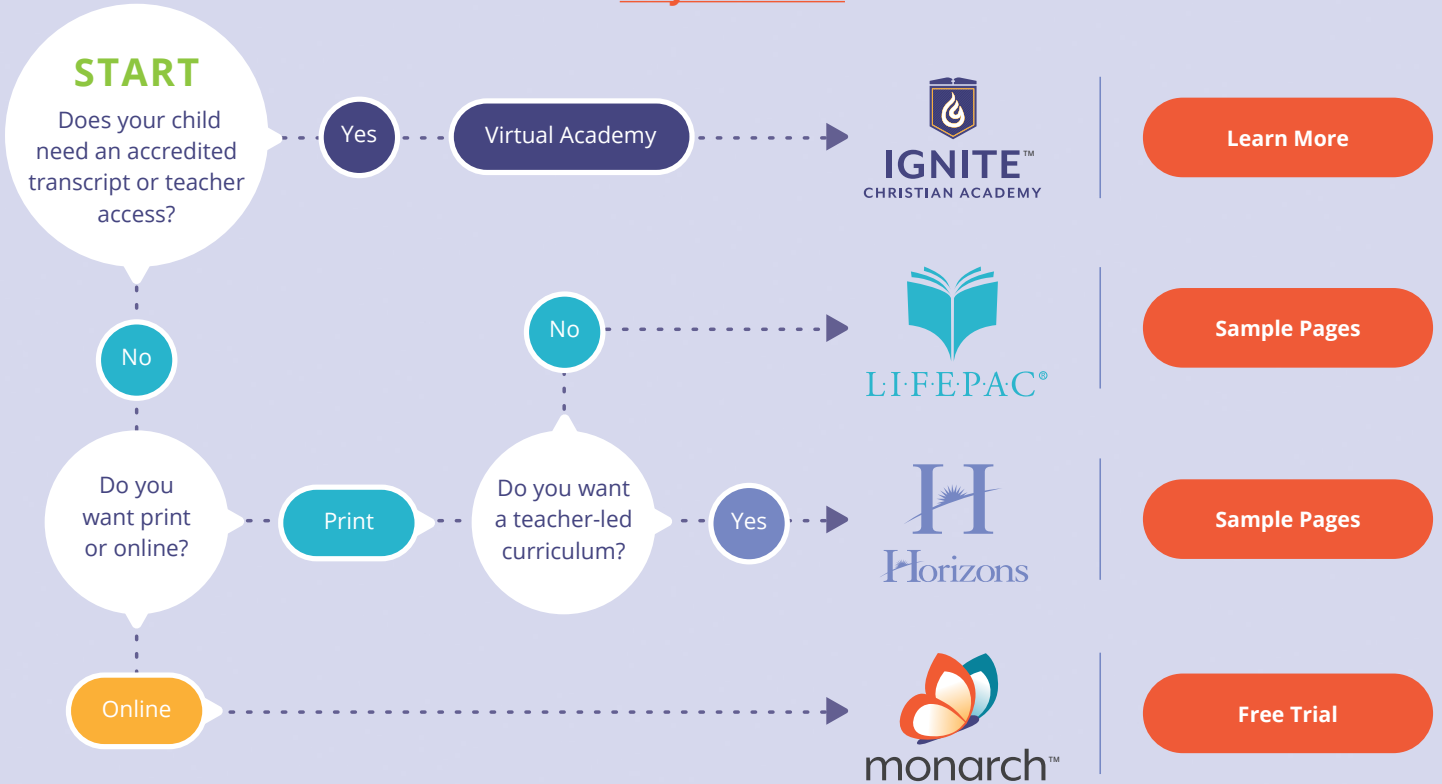 START
Does your child
need an accredited
transcript or teacher
access?
Yes
Virtual Academy
IGNITE™
CHRISTIAN ACADEMY
Learn More
No
No
L·I·F·E·P·A·C®
Sample Pages
Do you
want print
or online?
Print
Do you want
a teacher-led
curriculum?
Yes
H
Horizons
Sample Pages
Online
monarch™
Free Trial